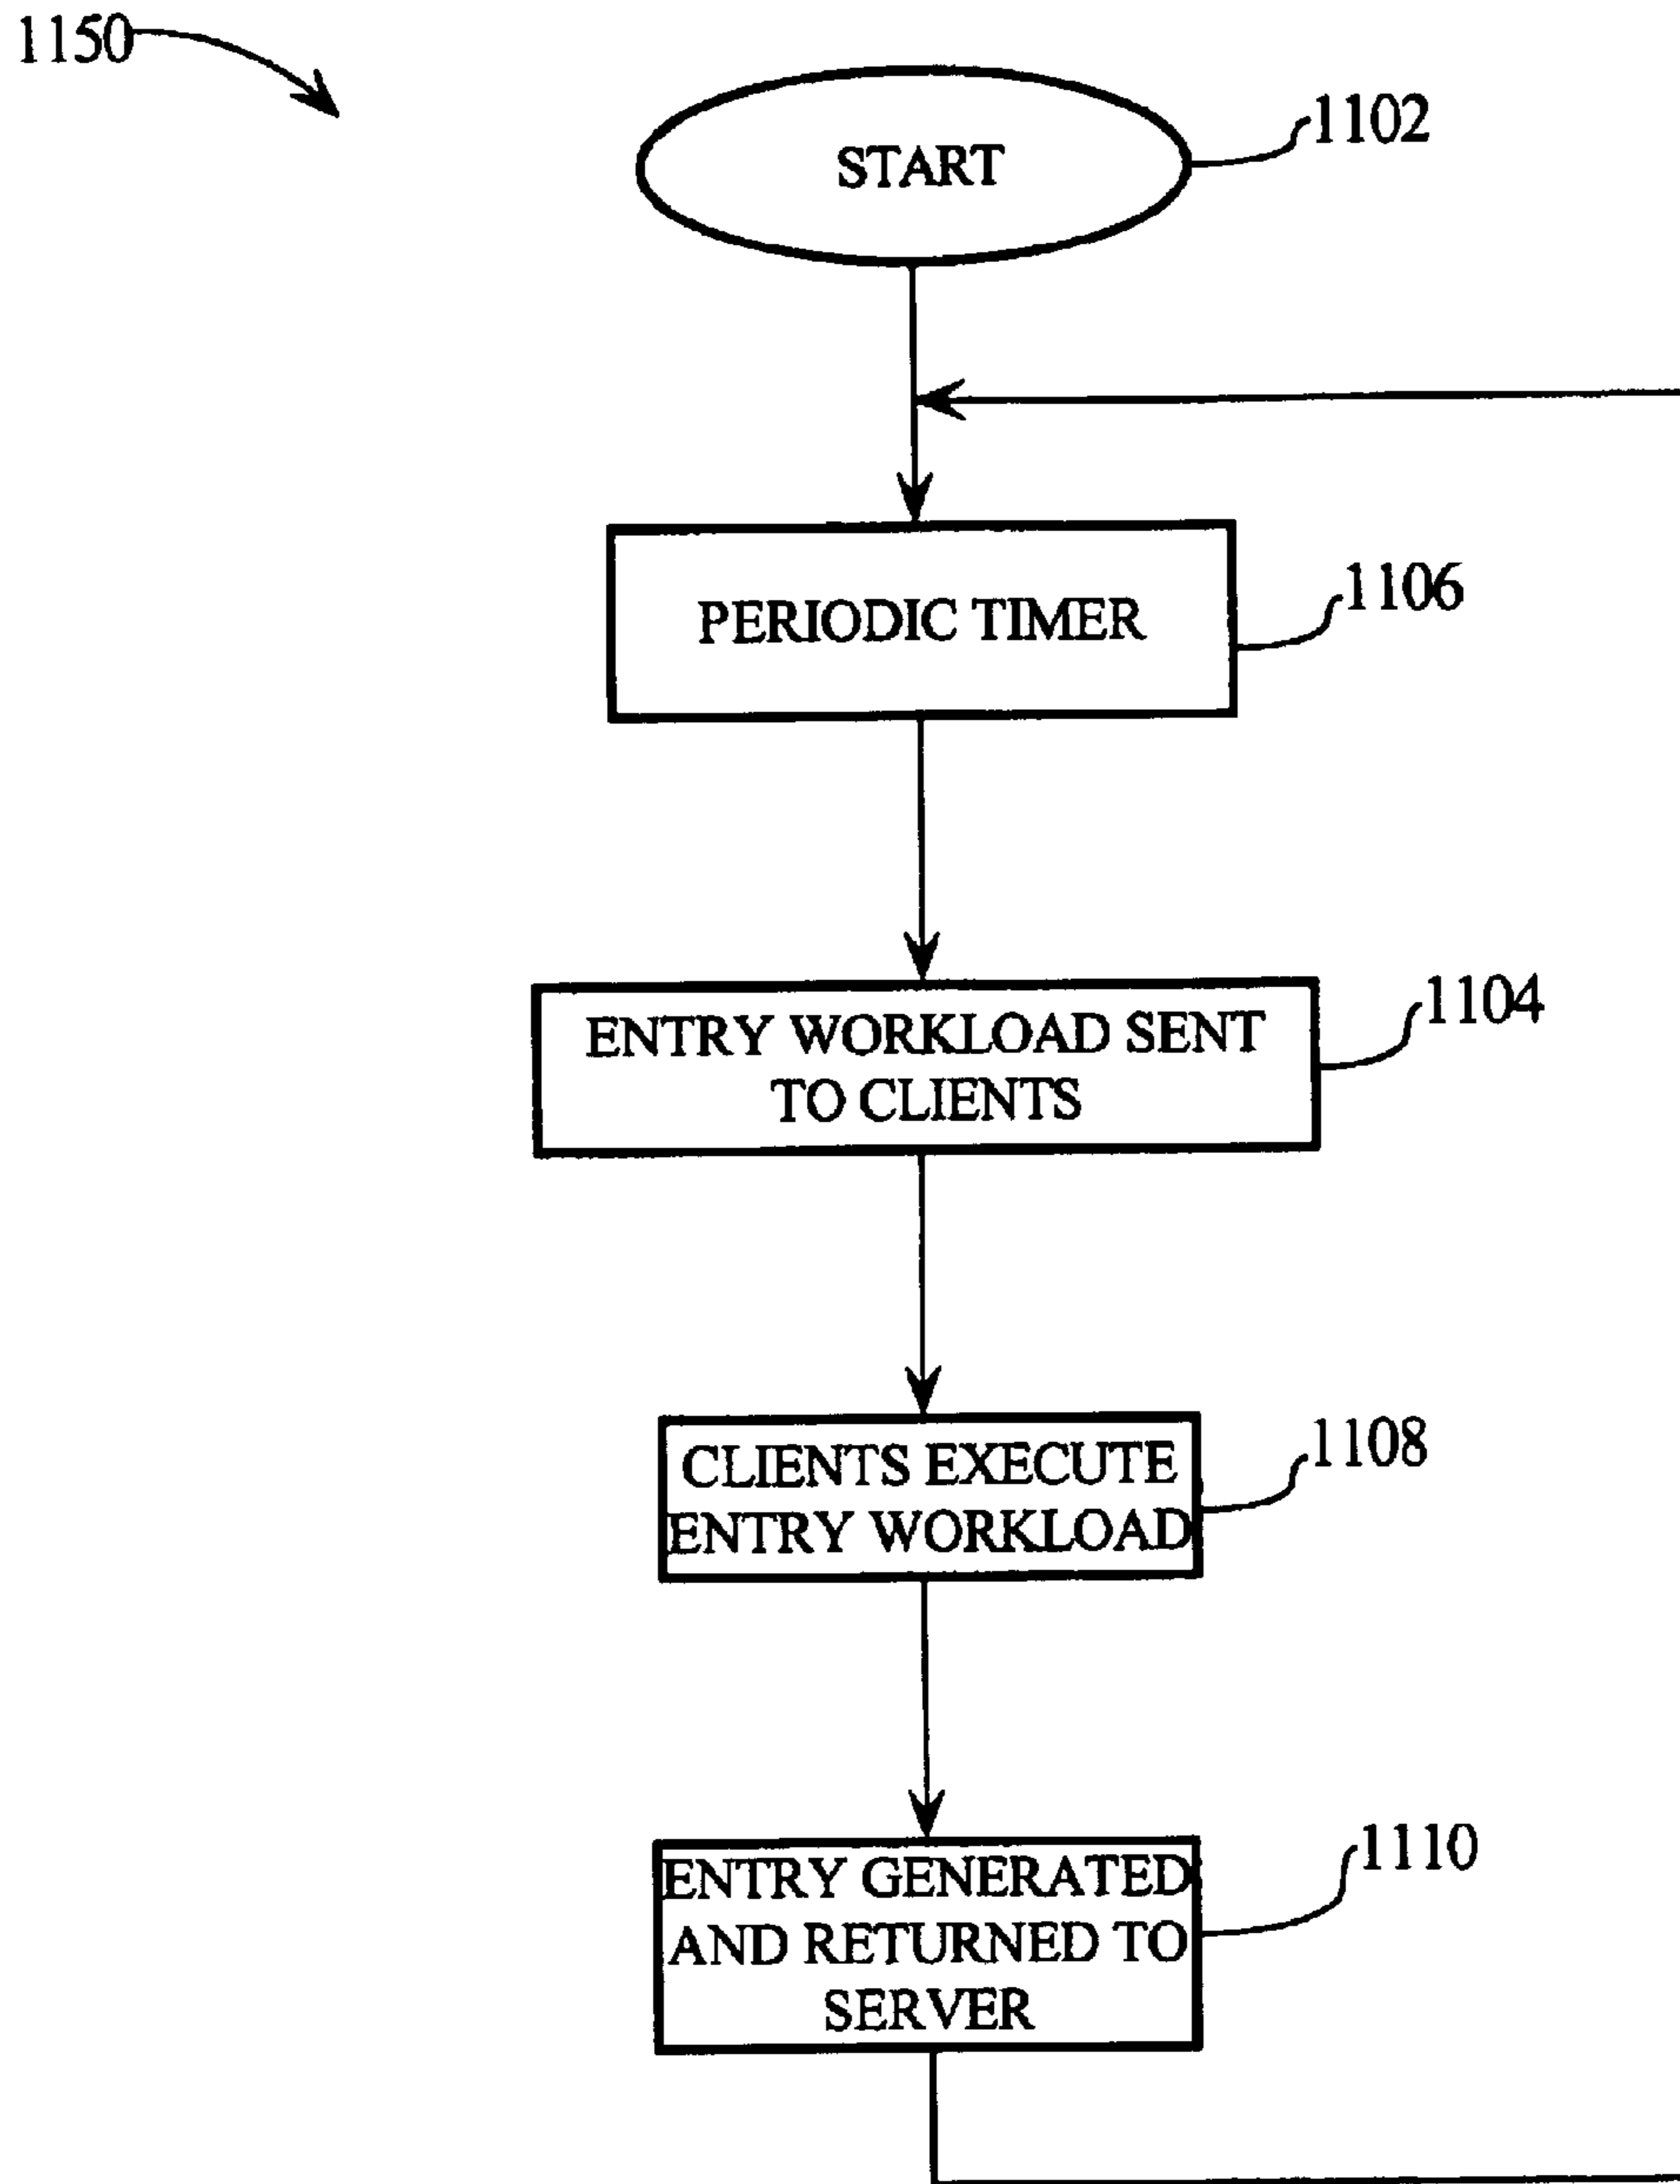 1150
START
1102
PERIODIC TIMER
1106
ENTRY WORKLOAD SENT
TO CLIENTS
1104
CLIENTS EXECUTE
ENTRY WORKLOAD
1108
ENTRY GENERATED
AND RETURNED TO
SERVER
1110